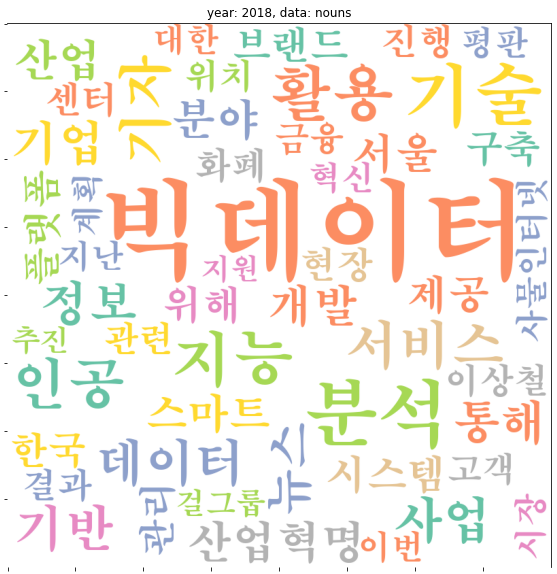 year: 2018, data: nouns
대한 브랜드 진행 평판
산업 기자 위치 활용 기술
센터 분야 금융 서울 구축
기업 화폐 혁신
플랫폼 계획 빅데이터 사물인터넷
지난 지원 현장
정보 위해 개발 제공
추진 관련 지능 서비스
인공 분석 이상철
스마트 통해
한국 데이터 뉴스 시스템 고객
결과 관리 걸그룹 사업 시장
기반 산업혁명 이번